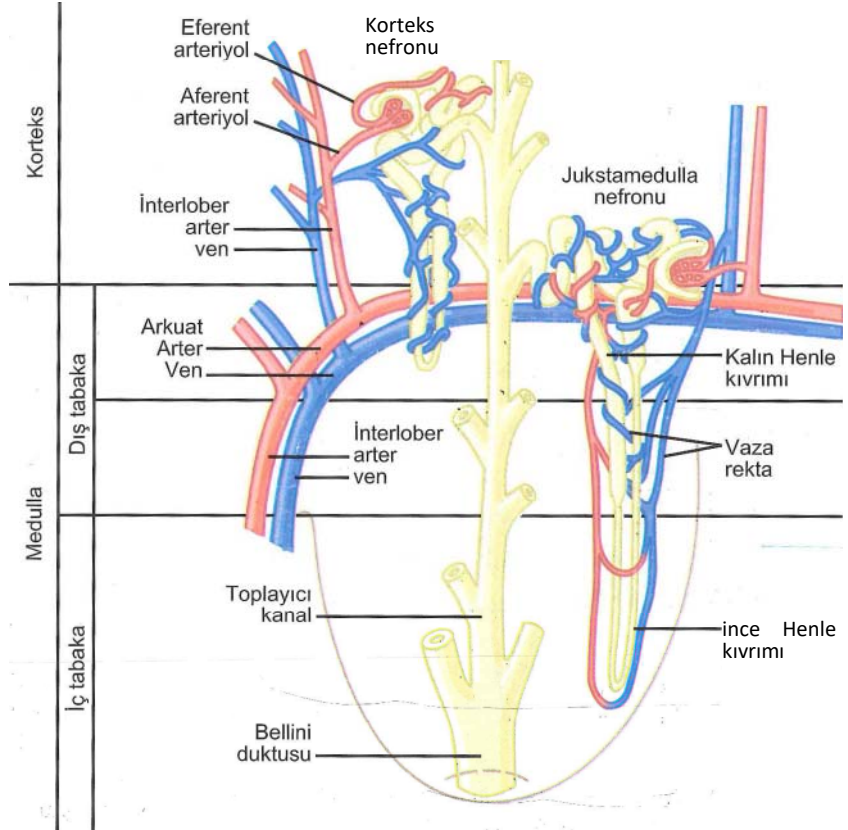 Eferent
arteriyol
Korteks
nefronu
Aferent
arteriyol
Korteks
Jukstamedulla
nefronu
İnterlober
arter
ven
Arkuat
Arter
Ven
Kalın Henle
kıvrımı
Dış tabaka
İnterlober
arter
ven
Vaza
rekta
Medulla
Toplayıcı
kanal
ince Henle
kıvrımı
İç tabaka
Bellini
duktusu